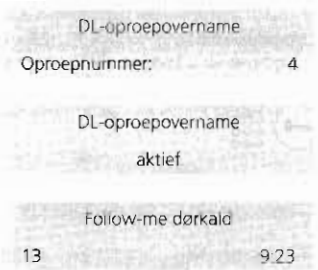 DL-oproepovername
Oproepnummer: 4
DL-oproepovername
aktief
Follow-me dørkald
13 9:23